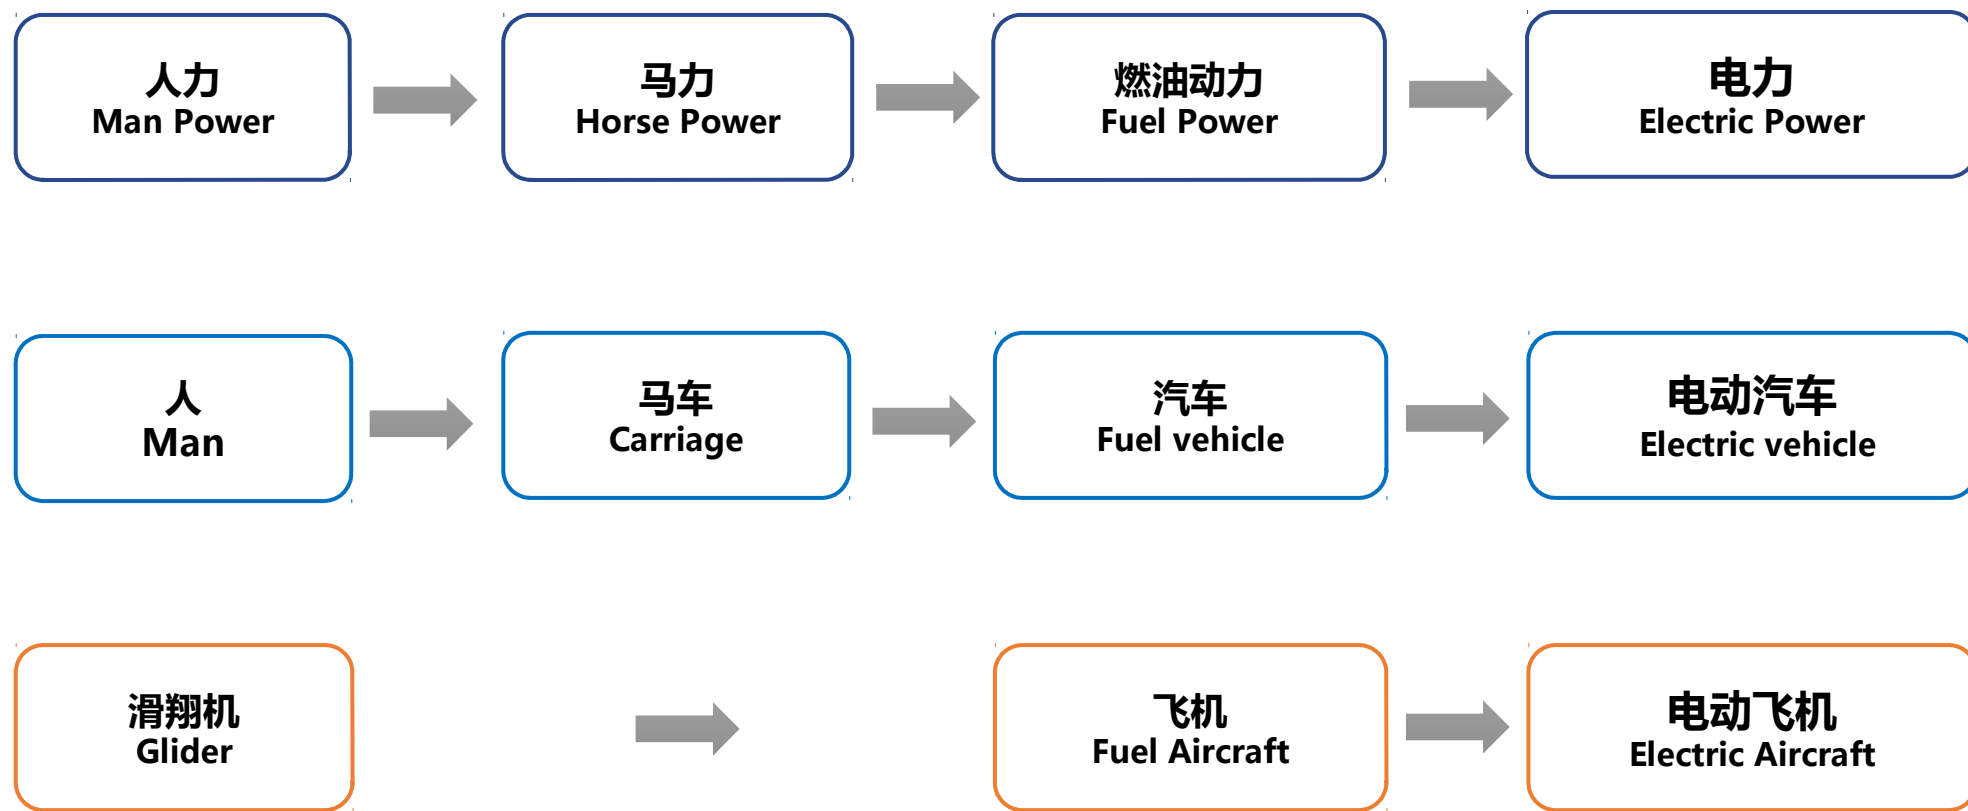 人力
Man Power
马力
Horse Power
燃油动力
Fuel Power
电力
Electric Power
人
Man
马车
Carriage
汽车
Fuel vehicle
电动汽车
Electric vehicle
滑翔机
Glider
飞机
Fuel Aircraft
电动飞机
Electric Aircraft